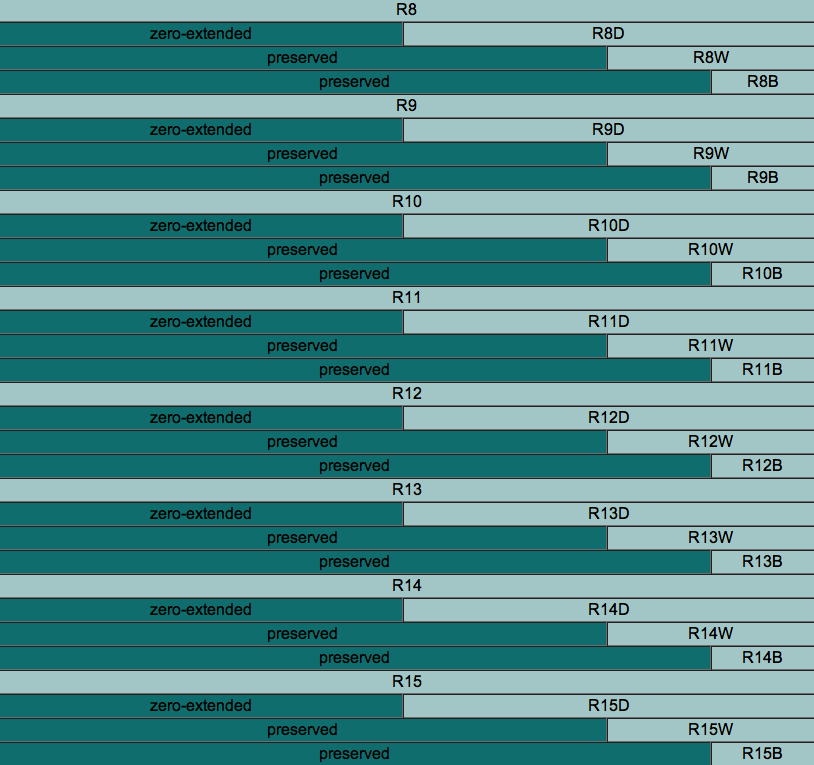 R8
zero-extended R8D
preserved R8W
preserved R8B
R9
zero-extended R9D
preserved R9W
preserved R9B
R10
zero-extended R10D
preserved R10W
preserved R10B
R11
zero-extended R11D
preserved R11W
preserved R11B
R12
zero-extended R12D
preserved R12W
preserved R12B
R13
zero-extended R13D
preserved R13W
preserved R13B
R14
zero-extended R14D
preserved R14W
preserved R14B
R15
zero-extended R15D
preserved R15W
preserved R15B